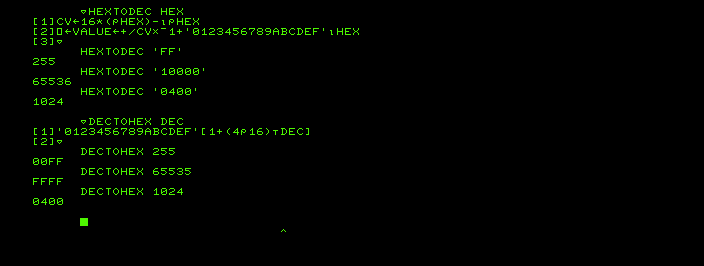 ∇HEXTODEC HEX
[1]CV←16*(⍴HEX)-⍳⍴HEX
[2]⎕←VALUE←+/CV×¯1+'0123456789ABCDEF'⍳HEX
[3]∇
HEXTODEC 'FF'
255
HEXTODEC '10000'
65536
HEXTODEC '0400'
1024
∇DECTOHEX DEC
[1]'0123456789ABCDEF'[1+(4⍴16)⊤DEC]
[2]∇
DECTOHEX 255
00FF
DECTOHEX 65535
FFFF
DECTOHEX 1024
0400
^